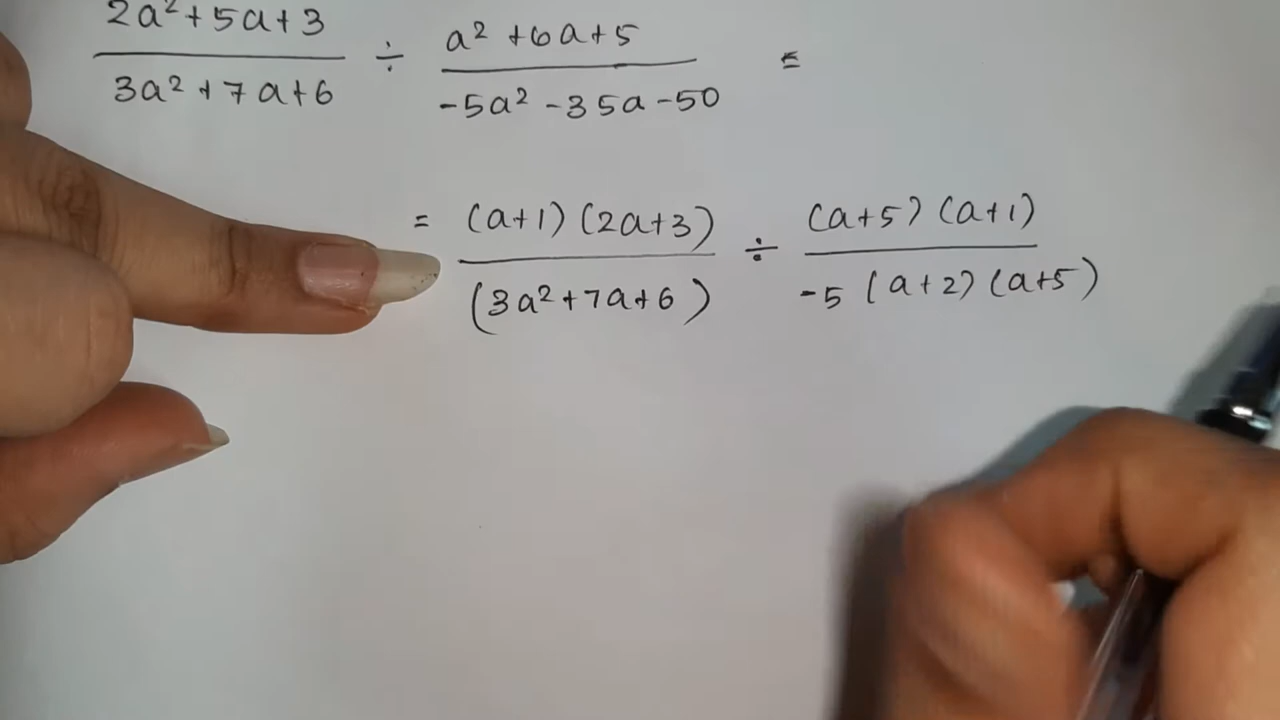 2a²+5a+3 a²+6a+5
÷ =
3a²+7a+6 -5a²-35a-50
(a+1)(2a+3) (a+5)(a+1)
= ÷
(3a²+7a+6) -5(a+2)(a+5)